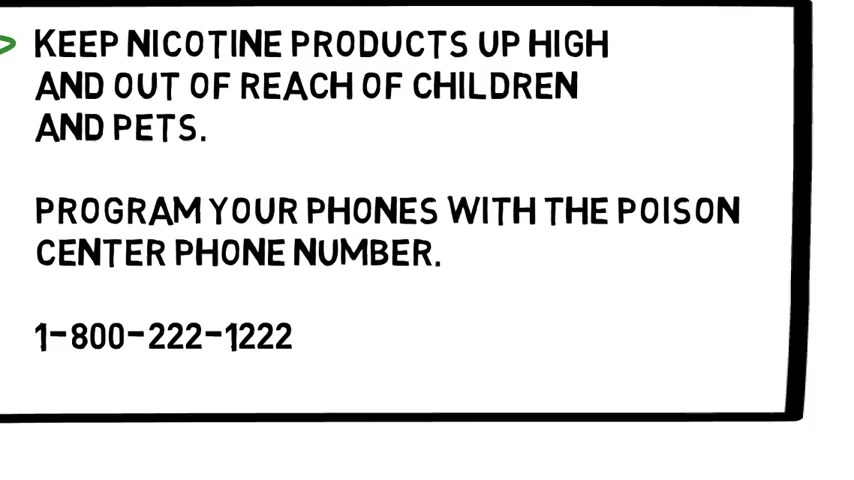 KEEP NICOTINE PRODUCTS UP HIGH
AND OUT OF REACH OF CHILDREN
AND PETS.
PROGRAM YOUR PHONES WITH THE POISON
CENTER PHONE NUMBER.
1-800-222-1222